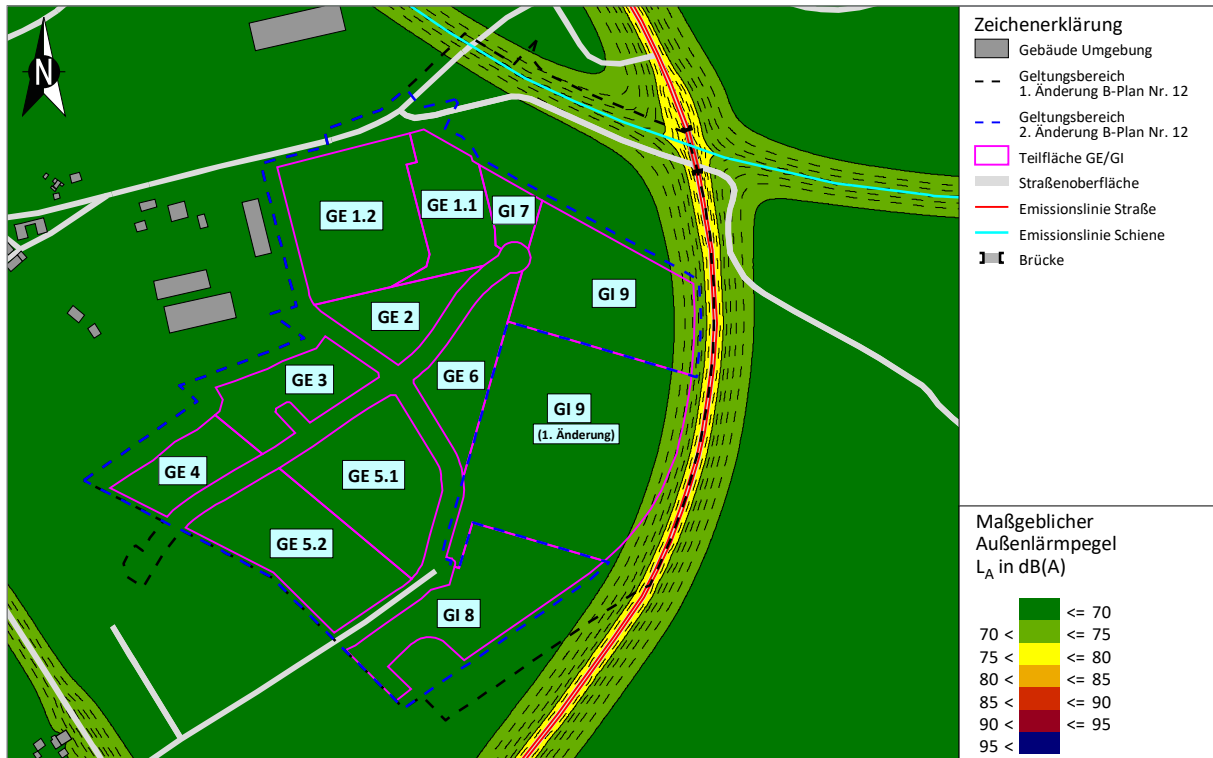 N
GE 1.2
GE 1.1
GI 7
GI 9
GE 2
GE 3
GE 6
GI 9
(1. Änderung)
GE 4
GE 5.1
GE 5.2
GI 8
Zeichenerklärung
Gebäude Umgebung
Geltungsbereich
1. Änderung B-Plan Nr. 12
Geltungsbereich
2. Änderung B-Plan Nr. 12
Teilfläche GE/GI
Straßenoberfläche
Emissionslinie Straße
Emissionslinie Schiene
Brücke
Maßgeblicher
Außenlärmpegel
LA in dB(A)
<= 70
70 < <= 75
75 < <= 80
80 < <= 85
85 < <= 90
90 < <= 95
95 <